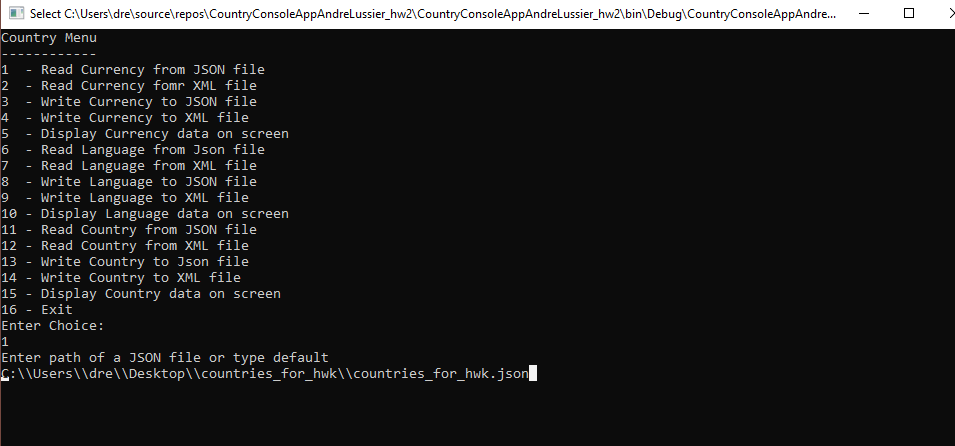 Select C:\Users\dre\source\repos\CountryConsoleAppAndreLussier_hw2\CountryConsoleAppAndreLussier_hw2\bin\Debug\CountryConsoleAppAndre...
Country Menu
------------
1  - Read Currency from JSON file
2  - Read Currency fomr XML file
3  - Write Currency to JSON file
4  - Write Currency to XML file
5  - Display Currency data on screen
6  - Read Language from Json file
7  - Read Language from XML file
8  - Write Language to JSON file
9  - Write Language to XML file
10 - Display Language data on screen
11 - Read Country from JSON file
12 - Read Country from XML file
13 - Write Country to Json file
14 - Write Country to XML file
15 - Display Country data on screen
16 - Exit
Enter Choice:
1
Enter path of a JSON file or type default
C:\\Users\\dre\\Desktop\\countries_for_hwk\\countries_for_hwk.json